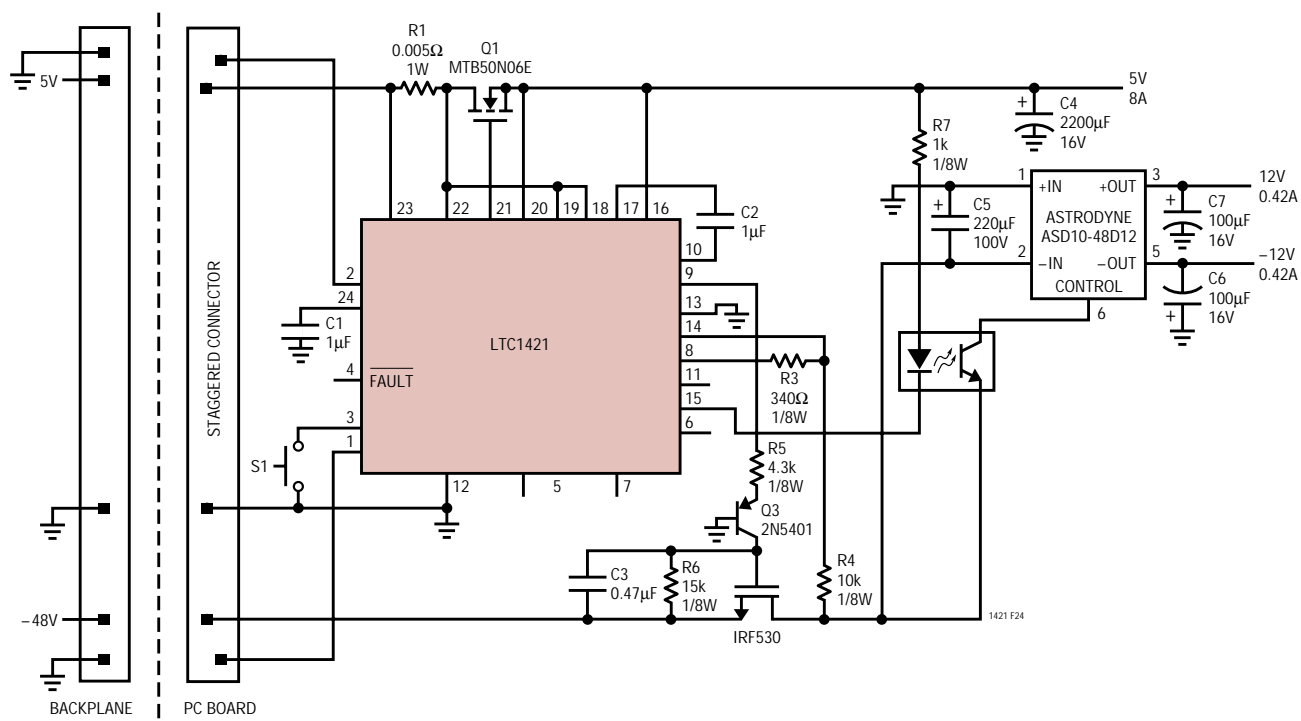 R1
0.005Ω
1W
Q1
MTB50N06E
5V
5V
8A
C4
2200µF
16V
R7
1k
1/8W
+
1
+IN
+OUT
3
12V
0.42A
+
C5
220µF
100V
ASTRODYNE
ASD10-48D12
+
C7
100µF
16V
2
–IN
–OUT
5
–12V
0.42A
CONTROL
6
C6
100µF
16V
+
23
22
21
20
19
18
17
16
C2
1µF
10
9
2
24
C1
1µF
13
14
LTC1421
8
R3
340Ω
1/8W
4
FAULT
11
15
3
6
1
S1
12
5
7
R5
4.3k
1/8W
Q3
2N5401
STAGGERED CONNECTOR
C3
0.47µF
R6
15k
1/8W
R4
10k
1/8W
–48V
IRF530
1421 F24
BACKPLANE
PC BOARD